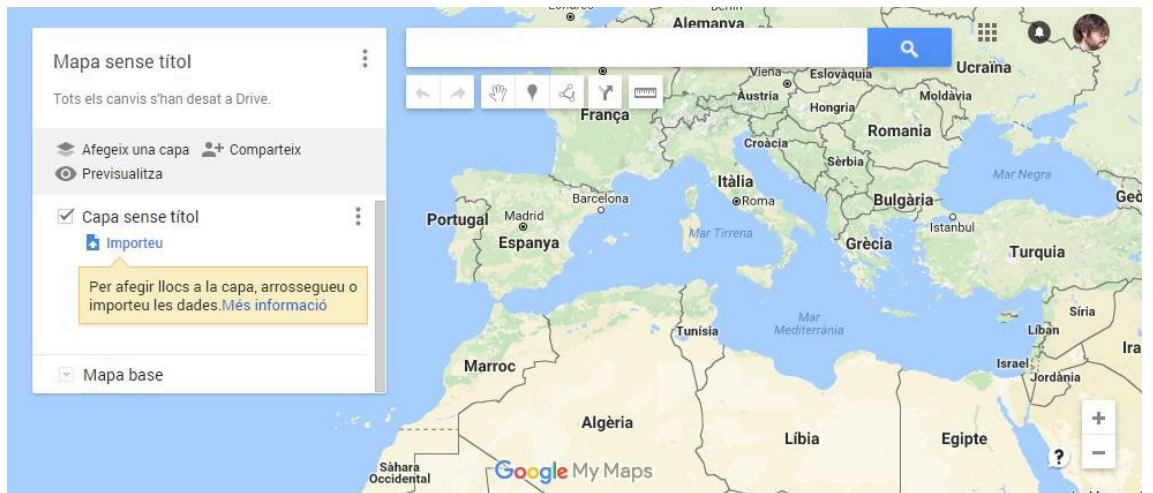 Mapa sense títol
Tots els canvis s'han desat a Drive.
Afegeix una capa Comparteix
Previsualitza
Capa sense títol
Importeu
Per afegir llocs a la capa, arrossegueu o
importeu les dades.Més informació
Mapa base
Alemanya
Viena
Eslovàquia
Ucraïna
Àustria
Hongria
Moldàvia
França
Romania
Croàcia
Sèrbia
Mar Negra
Itàlia
Barcelona
Roma
Bulgària
Portugal
Madrid
Istanbul
Espanya
Mar Tirrena
Grècia
Turquia
Mar
Mediterrània
Síria
Tunísia
Líban
Marroc
Israel
Jordània
Algèria
Líbia
Egipte
Sàhara
Occidental
Google My Maps
?
+
−